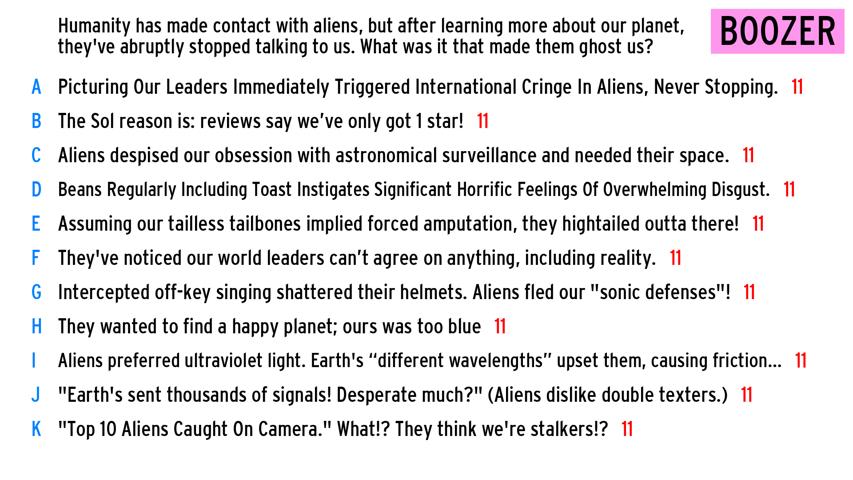 Humanity has made contact with aliens, but after learning more about our planet,
they've abruptly stopped talking to us. What was it that made them ghost us?
BOOZER
A Picturing Our Leaders Immediately Triggered International Cringe In Aliens, Never Stopping. 11
B The Sol reason is: reviews say we’ve only got 1 star! 11
C Aliens despised our obsession with astronomical surveillance and needed their space. 11
D Beans Regularly Including Toast Instigates Significant Horrific Feelings Of Overwhelming Disgust. 11
E Assuming our tailless tailbones implied forced amputation, they hightailed outta there! 11
F They've noticed our world leaders can’t agree on anything, including reality. 11
G Intercepted off-key singing shattered their helmets. Aliens fled our "sonic defenses"! 11
H They wanted to find a happy planet; ours was too blue 11
I Aliens preferred ultraviolet light. Earth's “different wavelengths” upset them, causing friction... 11
J "Earth's sent thousands of signals! Desperate much?" (Aliens dislike double texters.) 11
K "Top 10 Aliens Caught On Camera." What!? They think we're stalkers!? 11